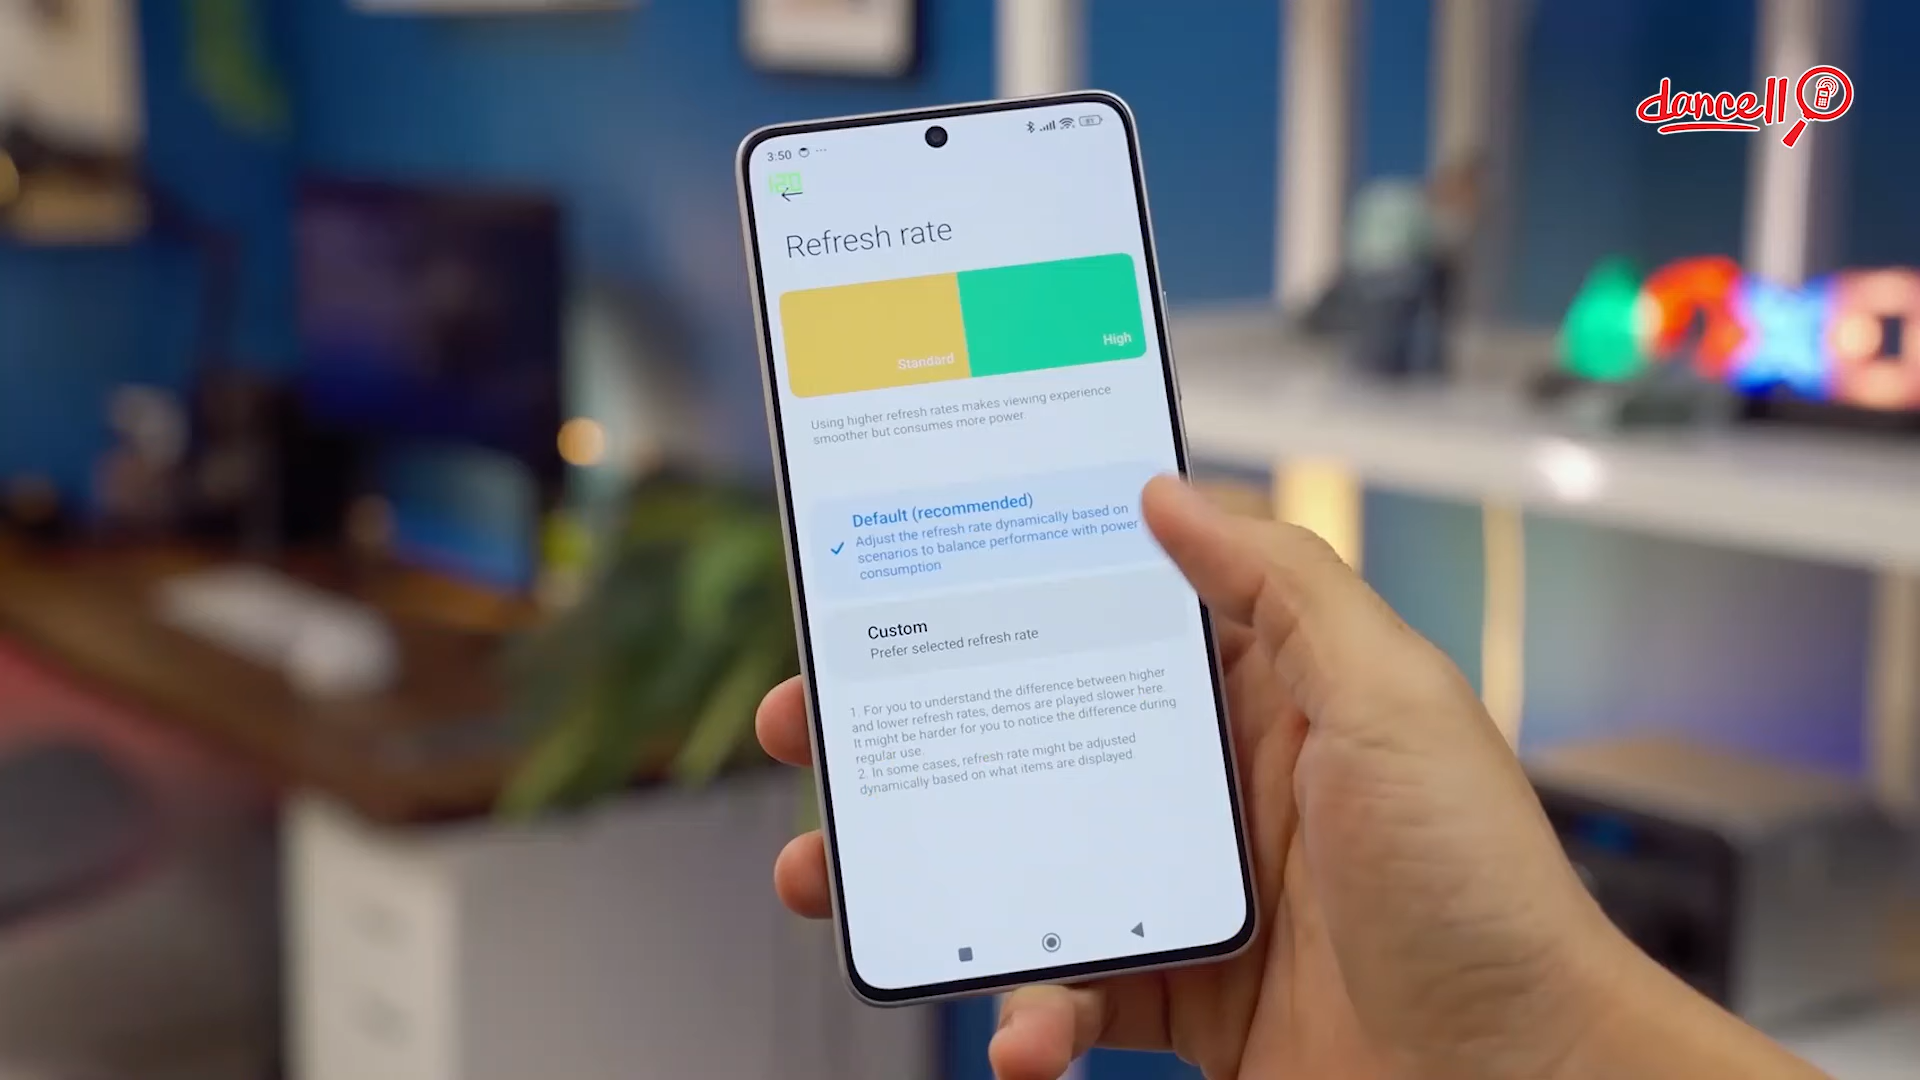 dancell
3:50
120
Refresh rate
Standard
High
Using higher refresh rates makes viewing experience
smoother but consumes more power.
Default (recommended)
Adjust the refresh rate dynamically based on
scenarios to balance performance with power
consumption
Custom
Prefer selected refresh rate
1. For you to understand the difference between higher
and lower refresh rates, demos are played slower here.
It might be harder for you to notice the difference during
regular use.
2. In some cases, refresh rate might be adjusted
dynamically based on what items are displayed.